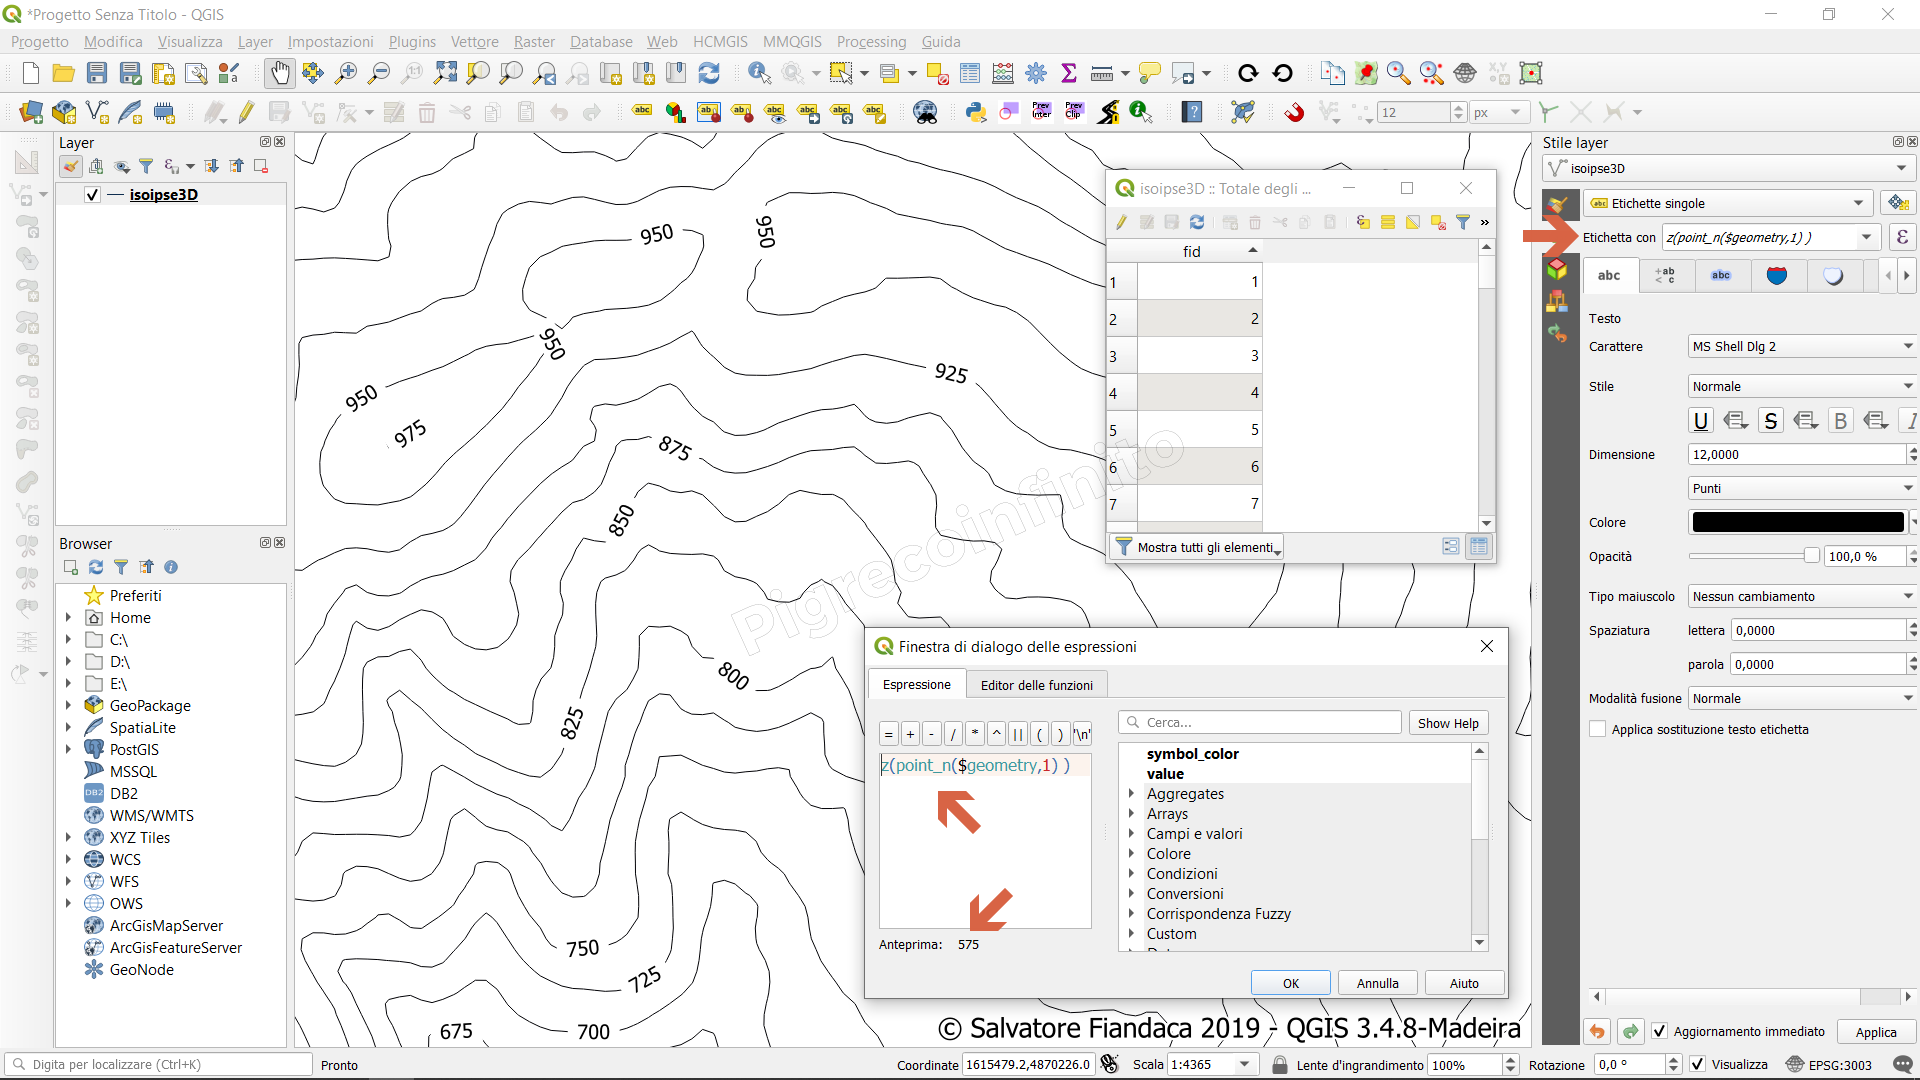 *Progetto Senza Titolo - QGIS
Progetto Modifica Visualizza Layer Impostazioni Plugins Vettore Raster Database Web HCMGIS MMQGIS Processing Guida
12 px
Layer
isoipse3D
Browser
Preferiti
Home
C:\
D:\
E:\
GeoPackage
SpatiaLite
PostGIS
MSSQL
DB2
WMS/WMTS
XYZ Tiles
WCS
WFS
OWS
ArcGisMapServer
ArcGisFeatureServer
GeoNode
950
950
950
950
975
925
875
850
825
800
750
725
675
700
Pigrecoinfinito
isoipse3D :: Totale degli ...
fid
1 1
2 2
3 3
4 4
5 5
6 6
7 7
Mostra tutti gli elementi
Finestra di dialogo delle espressioni
Espressione Editor delle funzioni
= + - / * ^ || ( ) '\n'
z(point_n($geometry,1) )
Anteprima: 575
Cerca...
Show Help
symbol_color
value
Aggregates
Arrays
Campi e valori
Colore
Condizioni
Conversioni
Corrispondenza Fuzzy
Custom
OK Annulla Aiuto
© Salvatore Fiandaca 2019 - QGIS 3.4.8-Madeira
Stile layer
isoipse3D
Etichette singole
Etichetta con z(point_n($geometry,1) )
Testo
Carattere MS Shell Dlg 2
Stile Normale
U S B I
Dimensione 12,0000
Punti
Colore
Opacità 100,0 %
Tipo maiuscolo Nessun cambiamento
Spaziatura lettera 0,0000
parola 0,0000
Modalità fusione Normale
Applica sostituzione testo etichetta
Aggiornamento immediato Applica
Digita per localizzare (Ctrl+K) Pronto Coordinate 1615479.2,4870226.0 Scala 1:4365 Lente d'ingrandimento 100% Rotazione 0,0 ° Visualizza EPSG:3003